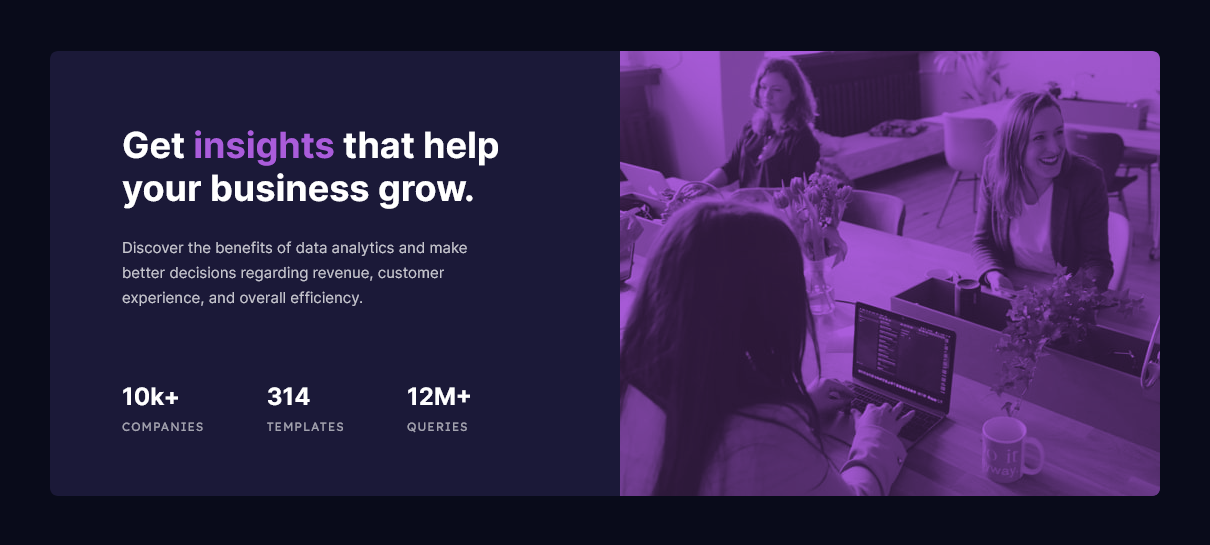 Get insights that help
your business grow.
Discover the benefits of data analytics and make
better decisions regarding revenue, customer
experience, and overall efficiency.
10k+ 314 12M+
COMPANIES TEMPLATES QUERIES